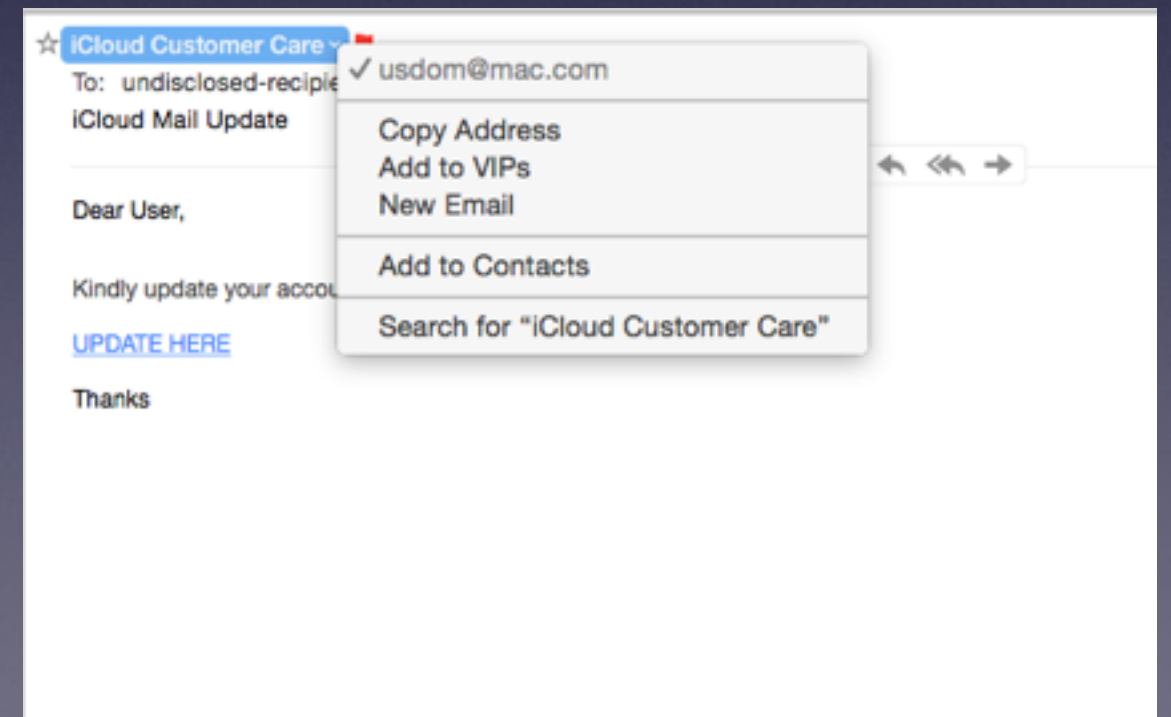 iCloud Customer Care
To: undisclosed-recipie
iCloud Mail Update
usdom@mac.com
Copy Address
Add to VIPs
New Email
Add to Contacts
Search for “iCloud Customer Care”
Dear User,
Kindly update your accou
UPDATE HERE
Thanks